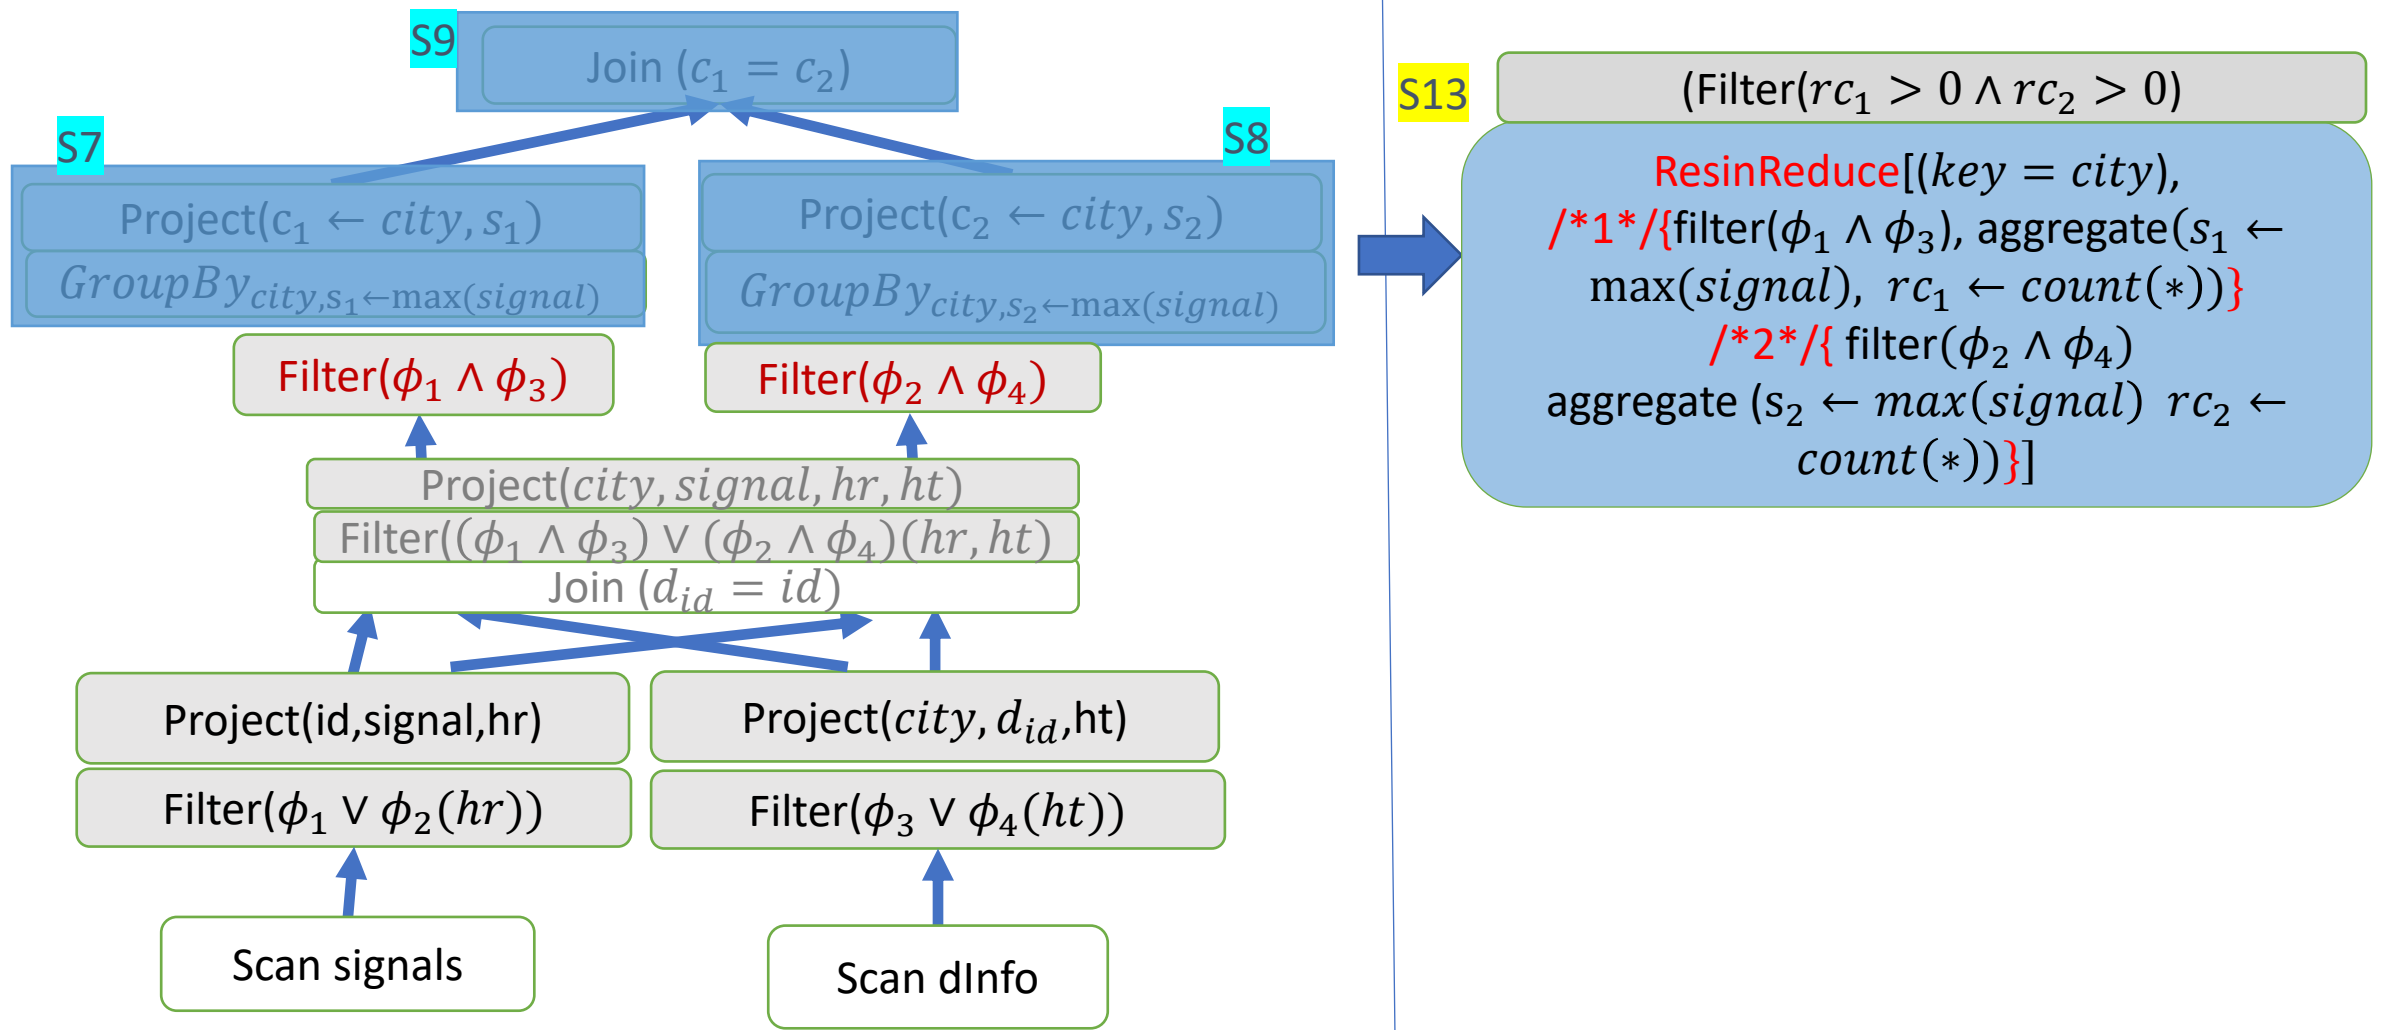 S9
Join (c₁ = c₂)
S7
Project(c₁ ← city, s₁)
GroupBy city,s₁←max(signal)
S8
Project(c₂ ← city, s₂)
GroupBy city,s₂←max(signal)
Filter(ϕ₁ ∧ ϕ₃)
Filter(ϕ₂ ∧ ϕ₄)
Project(city, signal, hr, ht)
Filter((ϕ₁ ∧ ϕ₃) ∨ (ϕ₂ ∧ ϕ₄)(hr, ht)
Join (d_id = id)
Project(id,signal,hr)
Project(city, d_id,ht)
Filter(ϕ₁ ∨ ϕ₂(hr))
Filter(ϕ₃ ∨ ϕ₄(ht))
Scan signals
Scan dInfo
S13
(Filter(rc₁ > 0 ∧ rc₂ > 0)
ResinReduce[(key = city),
/*1*/{filter(ϕ₁ ∧ ϕ₃), aggregate(s₁ ←
max(signal), rc₁ ← count(∗))}
/*2*/{ filter(ϕ₂ ∧ ϕ₄)
aggregate (s₂ ← max(signal) rc₂ ←
count(∗))}]